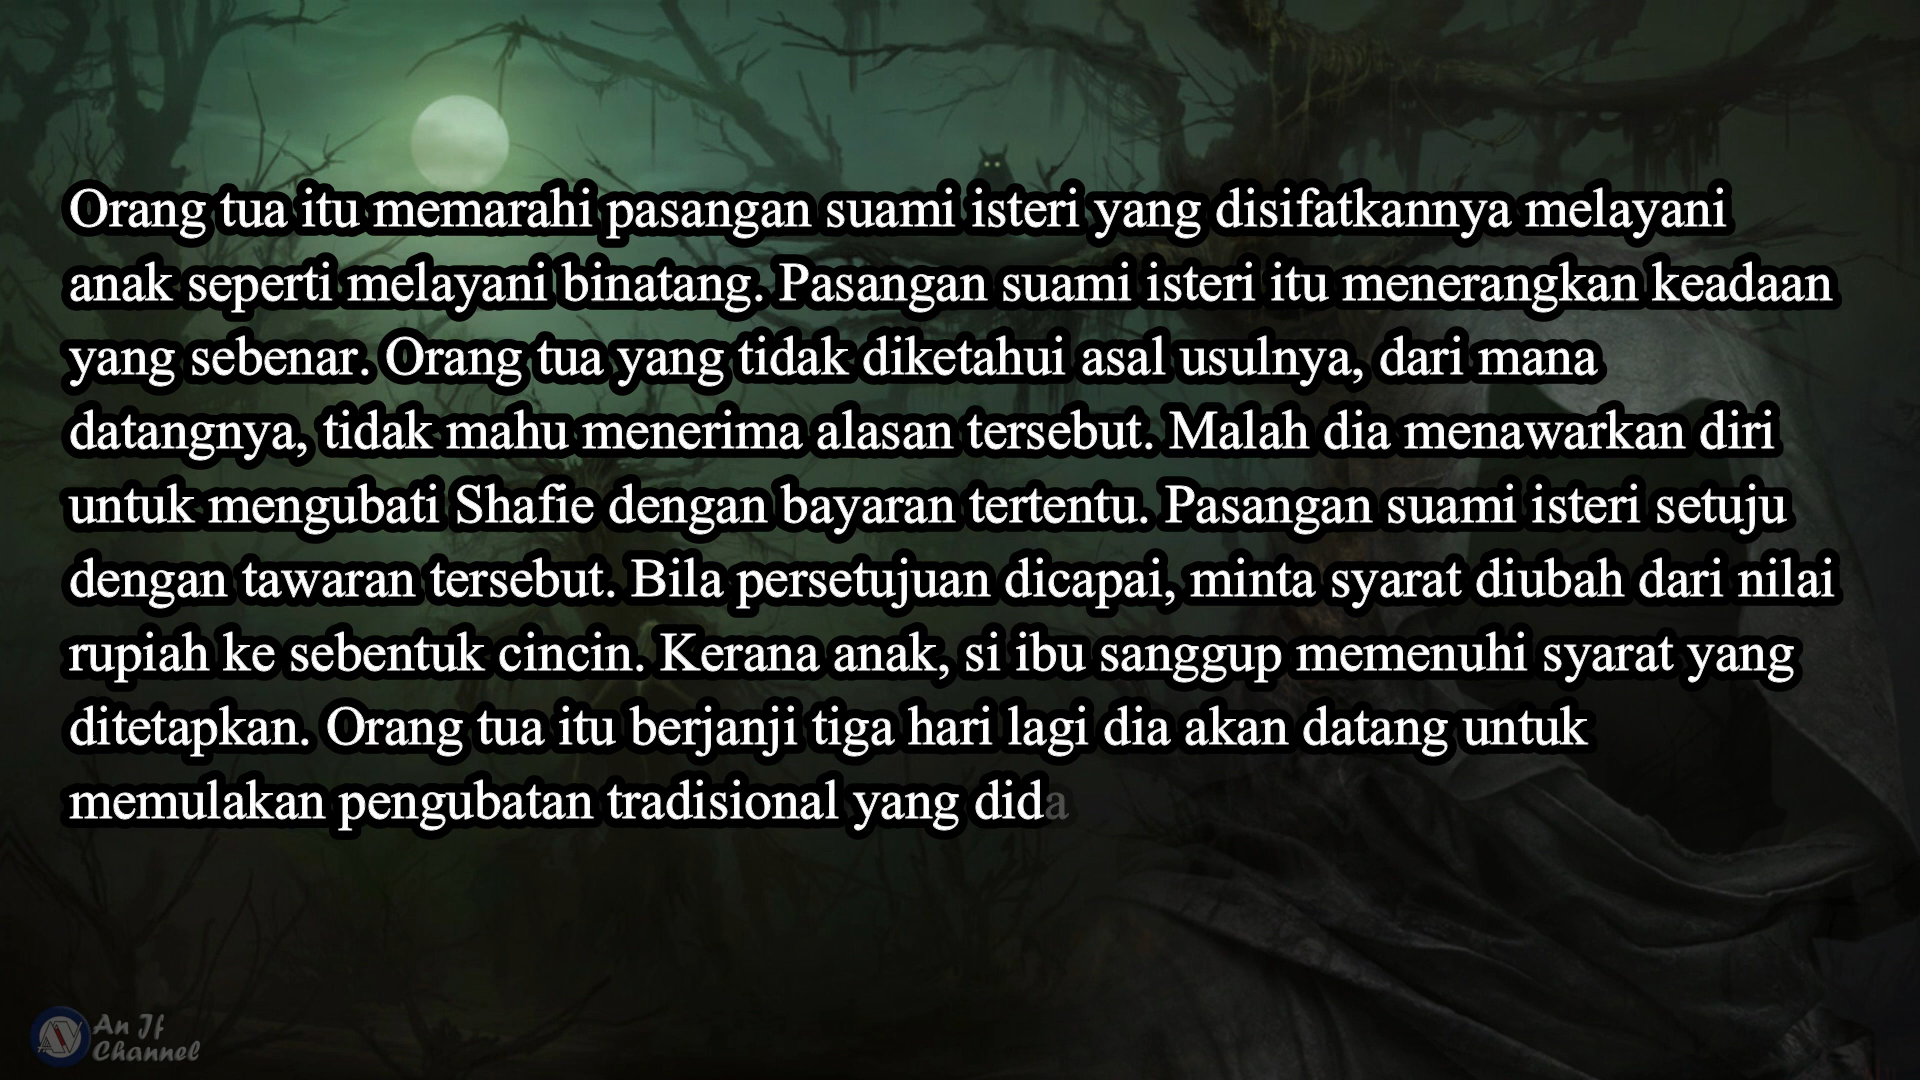 Orang tua itu memarahi pasangan suami isteri yang disifatkannya melayani
anak seperti melayani binatang. Pasangan suami isteri itu menerangkan keadaan
yang sebenar. Orang tua yang tidak diketahui asal usulnya, dari mana
datangnya, tidak mahu menerima alasan tersebut. Malah dia menawarkan diri
untuk mengubati Shafie dengan bayaran tertentu. Pasangan suami isteri setuju
dengan tawaran tersebut. Bila persetujuan dicapai, minta syarat diubah dari nilai
rupiah ke sebentuk cincin. Kerana anak, si ibu sanggup memenuhi syarat yang
ditetapkan. Orang tua itu berjanji tiga hari lagi dia akan datang untuk
memulakan pengubatan tradisional yang dida
An If
Channel